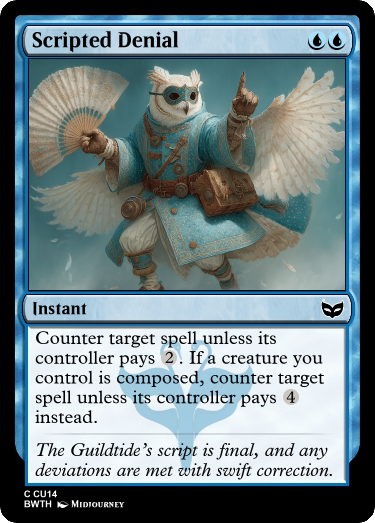 Scripted Denial
Instant
Counter target spell unless its
controller pays 2. If a creature you
control is composed, counter target
spell unless its controller pays 4
instead.
The Guildtide's script is final, and any
deviations are met with swift correction.
C CU14
BWTH Midjourney